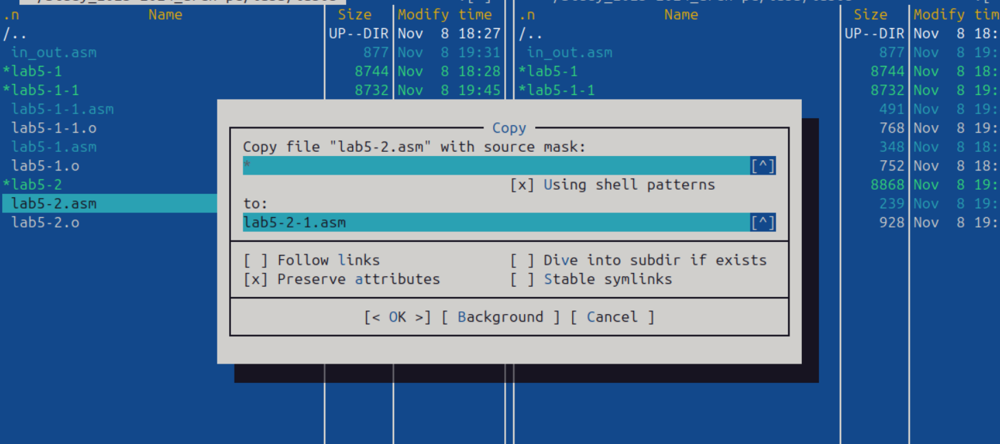 .n Name Size Modify time .n Name Size Modify tim
/.. UP--DIR Nov 8 18:27 /.. UP--DIR Nov 8 18:
in_out.asm 877 Nov 8 19:31 in_out.asm 877 Nov 8 19:
*lab5-1 8744 Nov 8 18:28 *lab5-1 8744 Nov 8 18:
*lab5-1-1 8732 Nov 8 19:45 *lab5-1-1 8732 Nov 8 19:
lab5-1-1.asm 491 Nov 8 19:
lab5-1-1.o Copy 768 Nov 8 19:
lab5-1.asm Copy file "lab5-2.asm" with source mask: 348 Nov 8 18:
lab5-1.o * [^] 752 Nov 8 18:
*lab5-2 [x] Using shell patterns 8868 Nov 8 19:
lab5-2.asm to: 239 Nov 8 19:
lab5-2.o lab5-2-1.asm [^] 928 Nov 8 19:
[ ] Follow links [ ] Dive into subdir if exists
[x] Preserve attributes [ ] Stable symlinks
[< OK >] [ Background ] [ Cancel ]